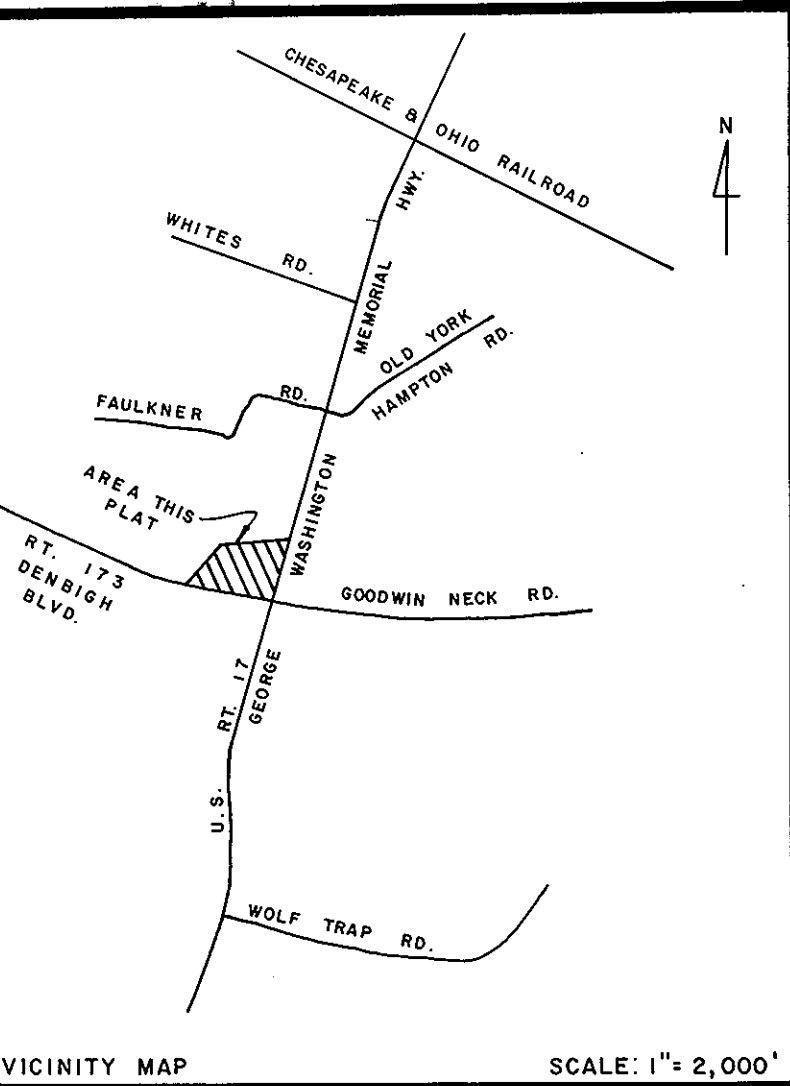 CHESAPEAKE & OHIO RAILROAD
N
HWY.
WHITES RD.
MEMORIAL
OLD YORK
HAMPTON RD.
FAULKNER RD.
AREA THIS
PLAT
WASHINGTON
RT. 173
DENBIGH
BLVD.
GOODWIN NECK RD.
GEORGE
U.S. RT. 17
WOLF TRAP RD.
VICINITY MAP
SCALE: 1"= 2,000'